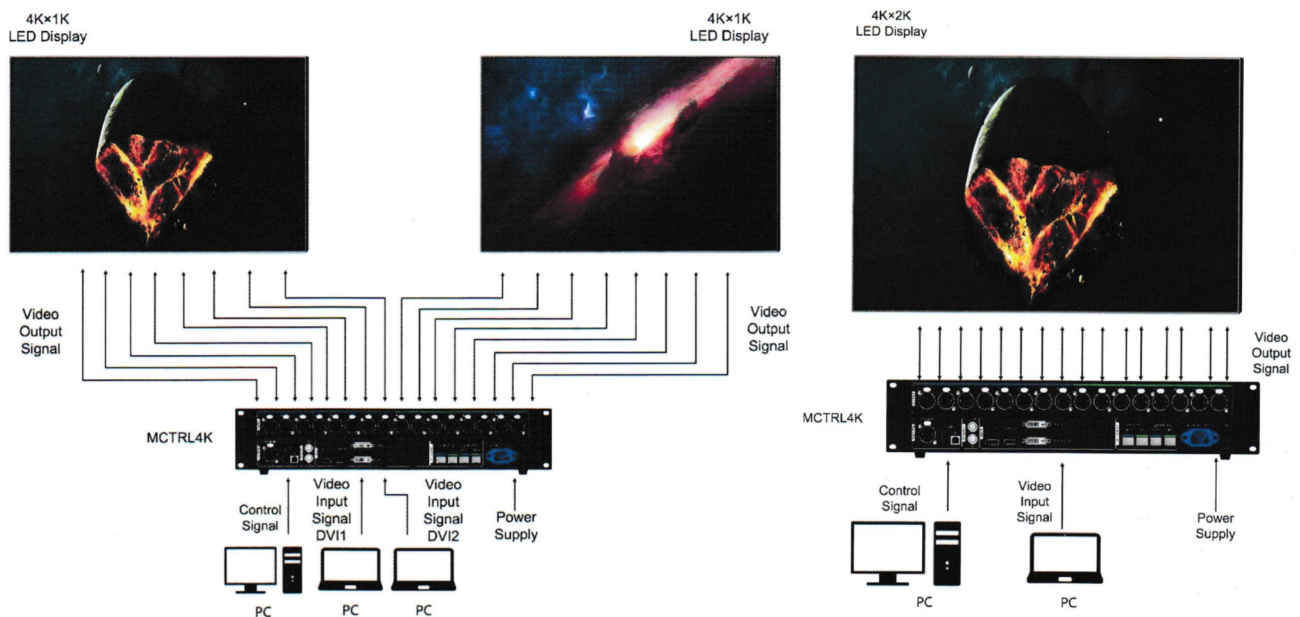 4K×1K
LED Display
4K×1K
LED Display
Video
Output
Signal
Video
Output
Signal
MCTRL4K
Control
Signal
Video
Input
Signal
DVI1
Video
Input
Signal
DVI2
Power
Supply
PC
PC
PC
4K×2K
LED Display
Video
Output
Signal
MCTRL4K
Control
Signal
Video
Input
Signal
Power
Supply
PC
PC